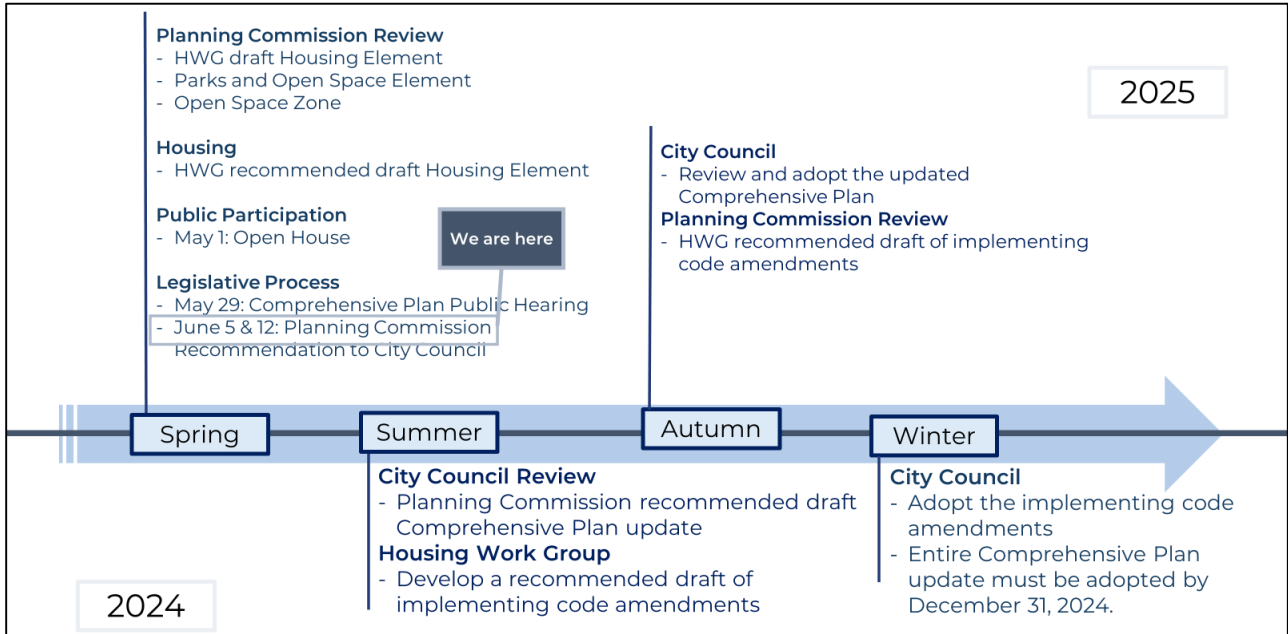 Planning Commission Review
- HWG draft Housing Element
- Parks and Open Space Element
- Open Space Zone
Housing
- HWG recommended draft Housing Element
Public Participation
- May 1: Open House
We are here
Legislative Process
- May 29: Comprehensive Plan Public Hearing
- June 5 & 12: Planning Commission
Recommendation to City Council
2025
City Council
- Review and adopt the updated
Comprehensive Plan
Planning Commission Review
- HWG recommended draft of implementing
code amendments
Spring
Summer
Autumn
Winter
City Council Review
- Planning Commission recommended draft
Comprehensive Plan update
Housing Work Group
- Develop a recommended draft of
implementing code amendments
City Council
- Adopt the implementing code
amendments
- Entire Comprehensive Plan
update must be adopted by
December 31, 2024.
2024